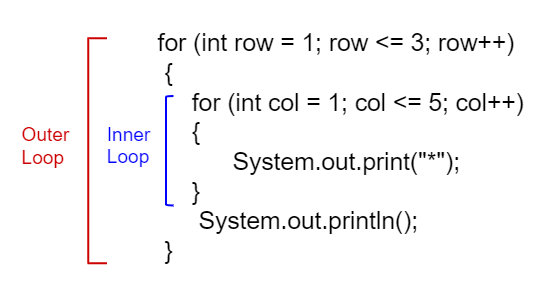 for (int row = 1; row <= 3; row++)
{
for (int col = 1; col <= 5; col++)
{
System.out.print("*");
}
System.out.println();
}
Outer
Loop
Inner
Loop